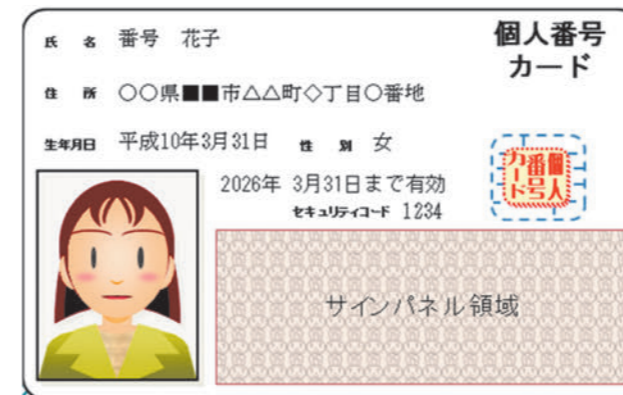 氏 名 番号 花子
個人番号
カード
住 所 〇〇県■■市△△町◇丁目〇番地
生年月日 平成10年3月31日 性 別 女
2026年 3月31日まで有効
セキュリティコード 1234
個人
番号
カード
サインパネル領域